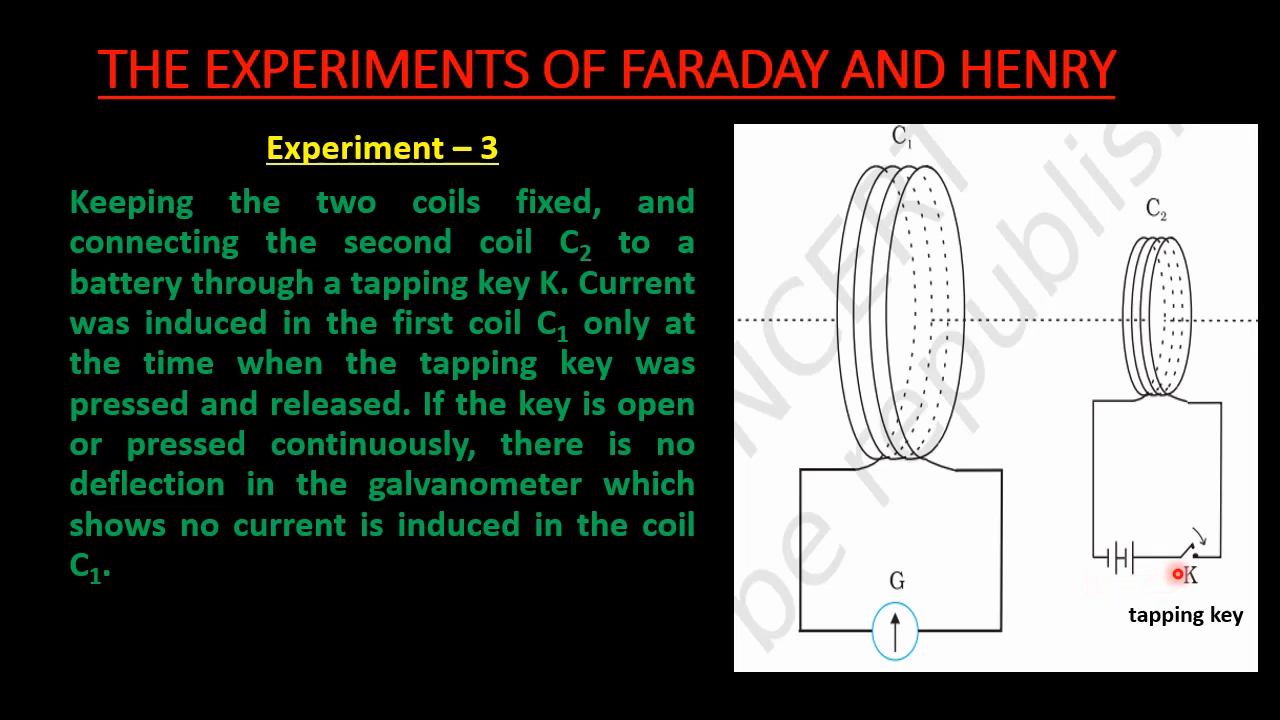 THE EXPERIMENTS OF FARADAY AND HENRY
Experiment – 3
Keeping the two coils fixed, and
connecting the second coil C₂ to a
battery through a tapping key K. Current
was induced in the first coil C₁ only at
the time when the tapping key was
pressed and released. If the key is open
or pressed continuously, there is no
deflection in the galvanometer which
shows no current is induced in the coil
C₁.
C₁
C₂
G
K
tapping key
NCERT
be republis